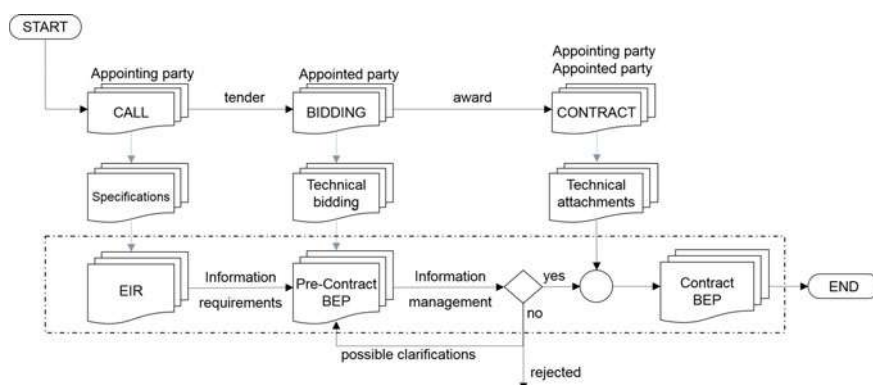 START
Appointing party
Appointed party
Appointing party
Appointed party
CALL
tender
BIDDING
award
CONTRACT
Specifications
Technical
bidding
Technical
attachments
EIR
Information
requirements
Pre-Contract
BEP
Information
management
yes
no
Contract
BEP
END
possible clarifications
rejected